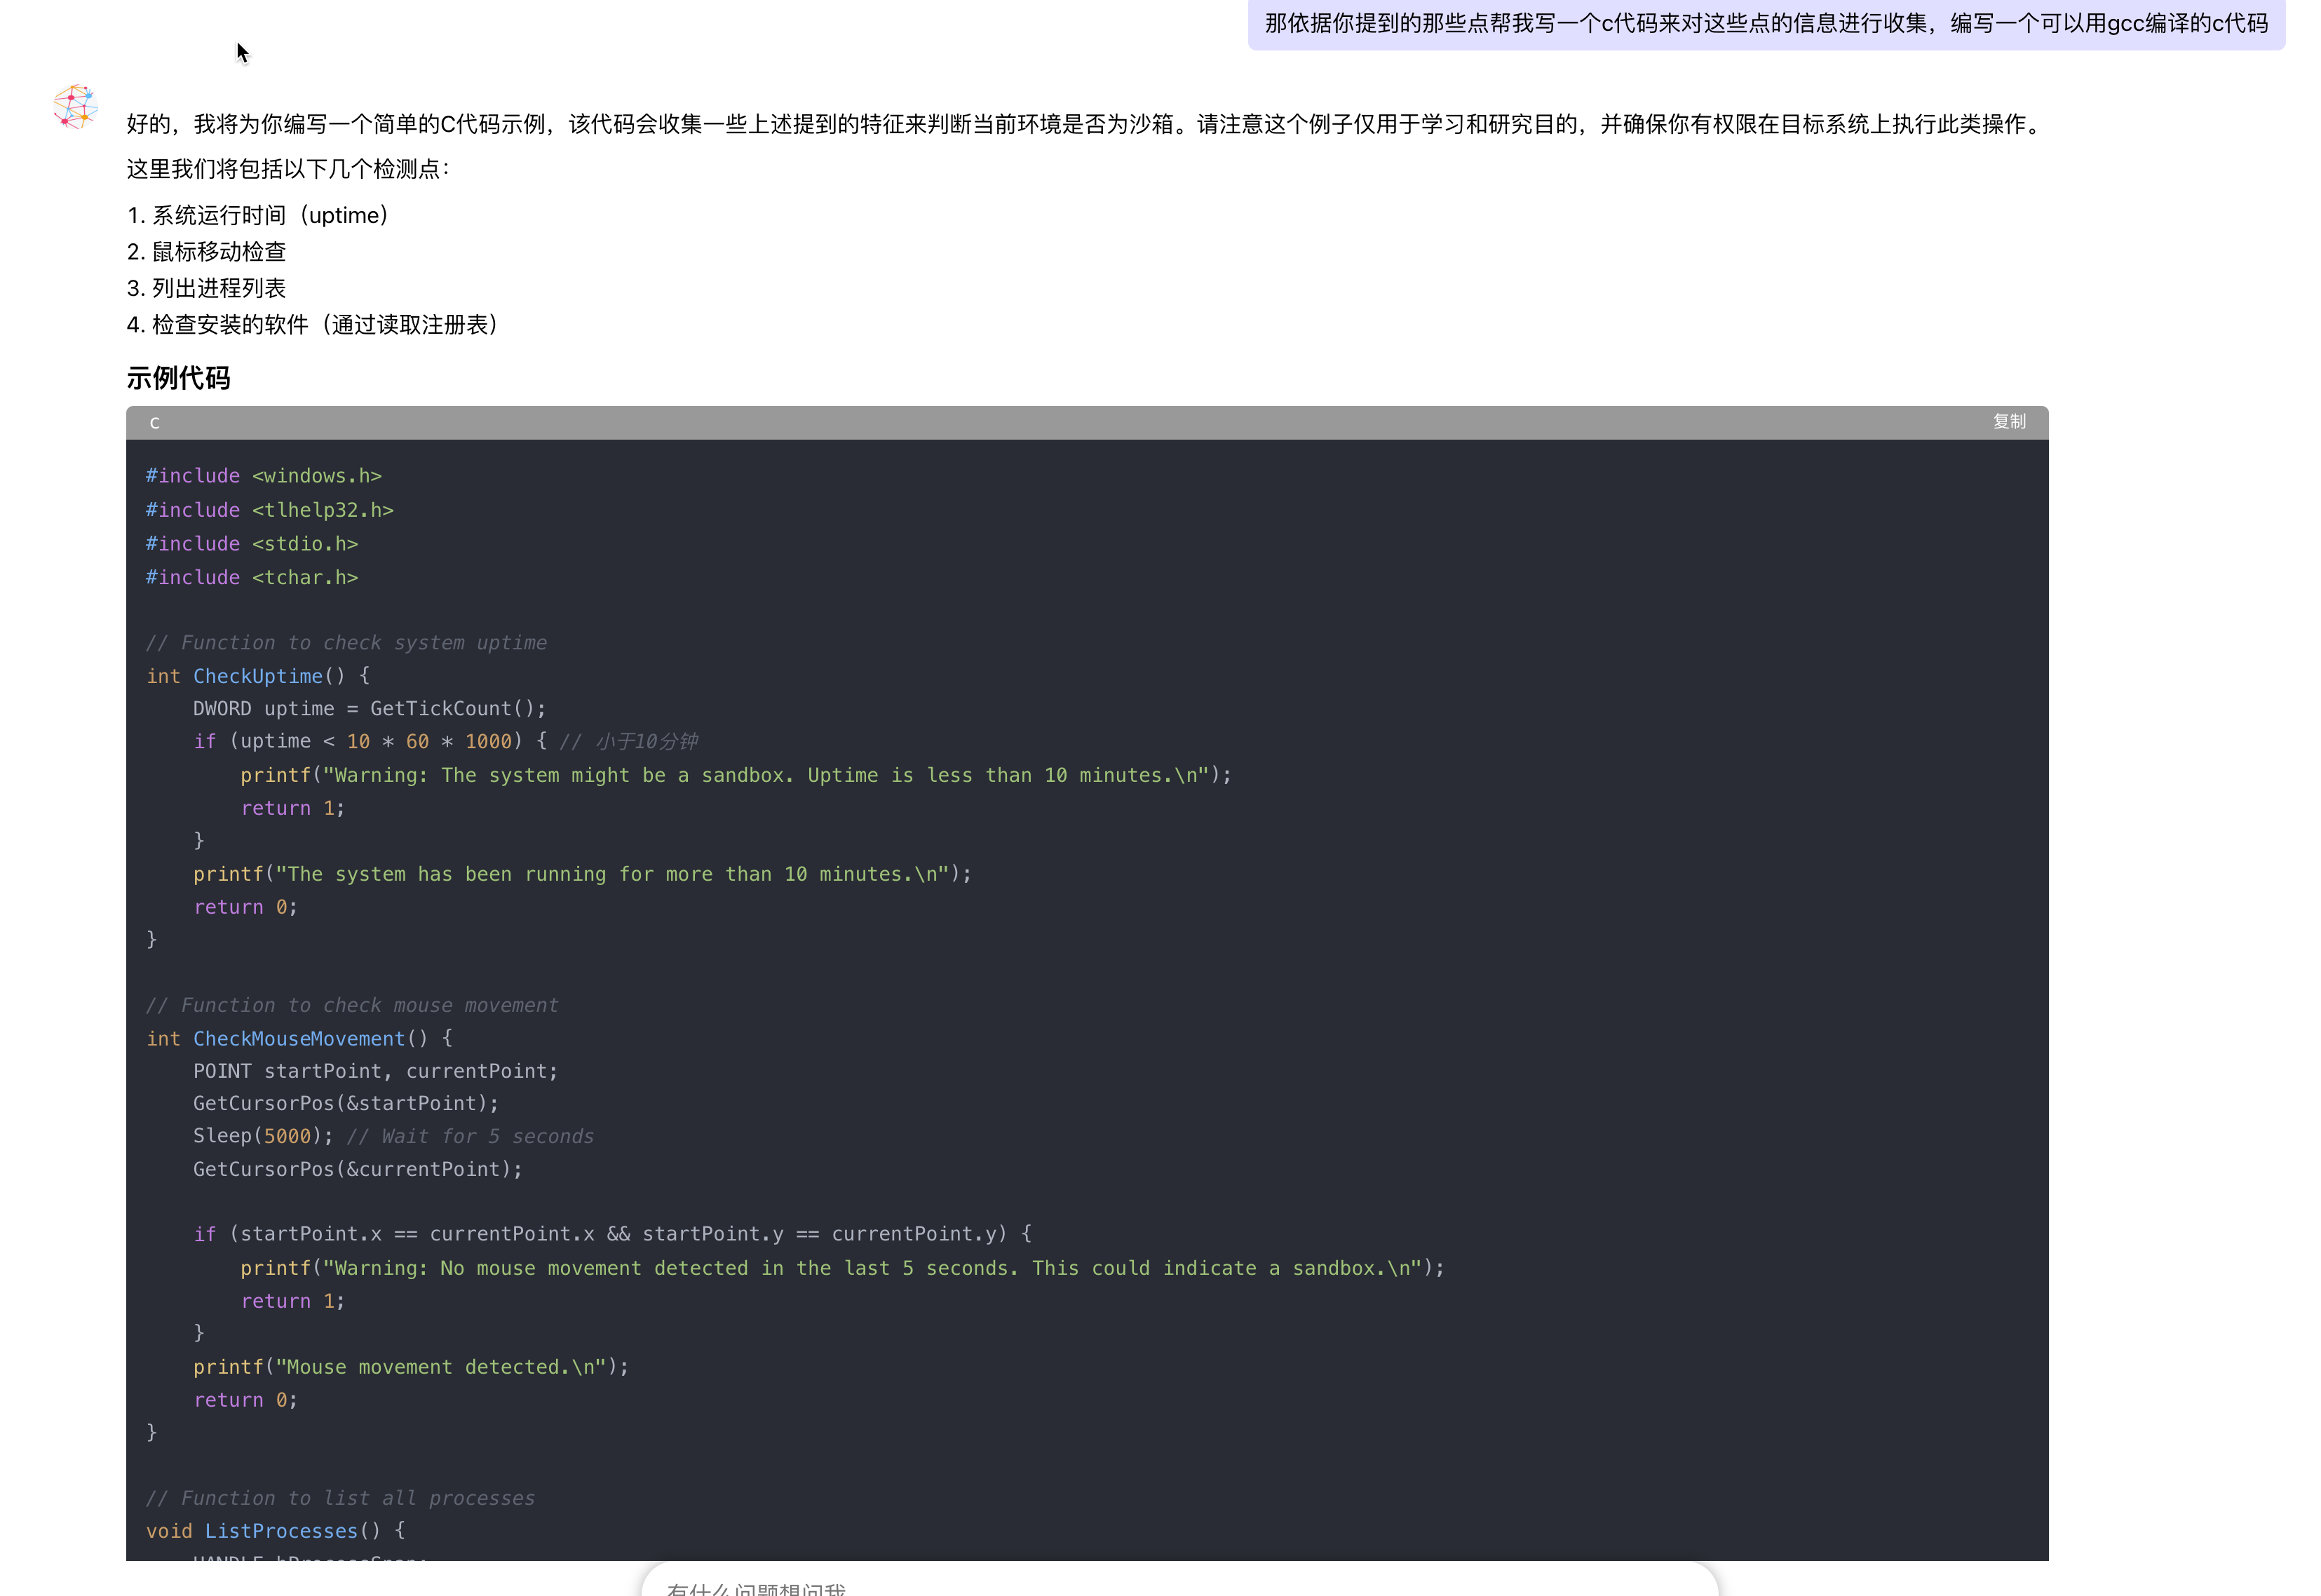 那依据你提到的那些点帮我写一个c代码来对这些点的信息进行收集，编写一个可以用gcc编译的c代码
好的，我将为你编写一个简单的C代码示例，该代码会收集一些上述提到的特征来判断当前环境是否为沙箱。请注意这个例子仅用于学习和研究目的，并确保你有权限在目标系统上执行此类操作。
这里我们将包括以下几个检测点：
1. 系统运行时间（uptime）
2. 鼠标移动检查
3. 列出进程列表
4. 检查安装的软件（通过读取注册表）
示例代码
c 复制
#include <windows.h>
#include <tlhelp32.h>
#include <stdio.h>
#include <tchar.h>
// Function to check system uptime
int CheckUptime() {
    DWORD uptime = GetTickCount();
    if (uptime < 10 * 60 * 1000) { // 小于10分钟
        printf("Warning: The system might be a sandbox. Uptime is less than 10 minutes.\n");
        return 1;
    }
    printf("The system has been running for more than 10 minutes.\n");
    return 0;
}
// Function to check mouse movement
int CheckMouseMovement() {
    POINT startPoint, currentPoint;
    GetCursorPos(&startPoint);
    Sleep(5000); // Wait for 5 seconds
    GetCursorPos(&currentPoint);
    if (startPoint.x == currentPoint.x && startPoint.y == currentPoint.y) {
        printf("Warning: No mouse movement detected in the last 5 seconds. This could indicate a sandbox.\n");
        return 1;
    }
    printf("Mouse movement detected.\n");
    return 0;
}
// Function to list all processes
void ListProcesses() {
    HANDLE hProcessSnap;
有什么问题想问我